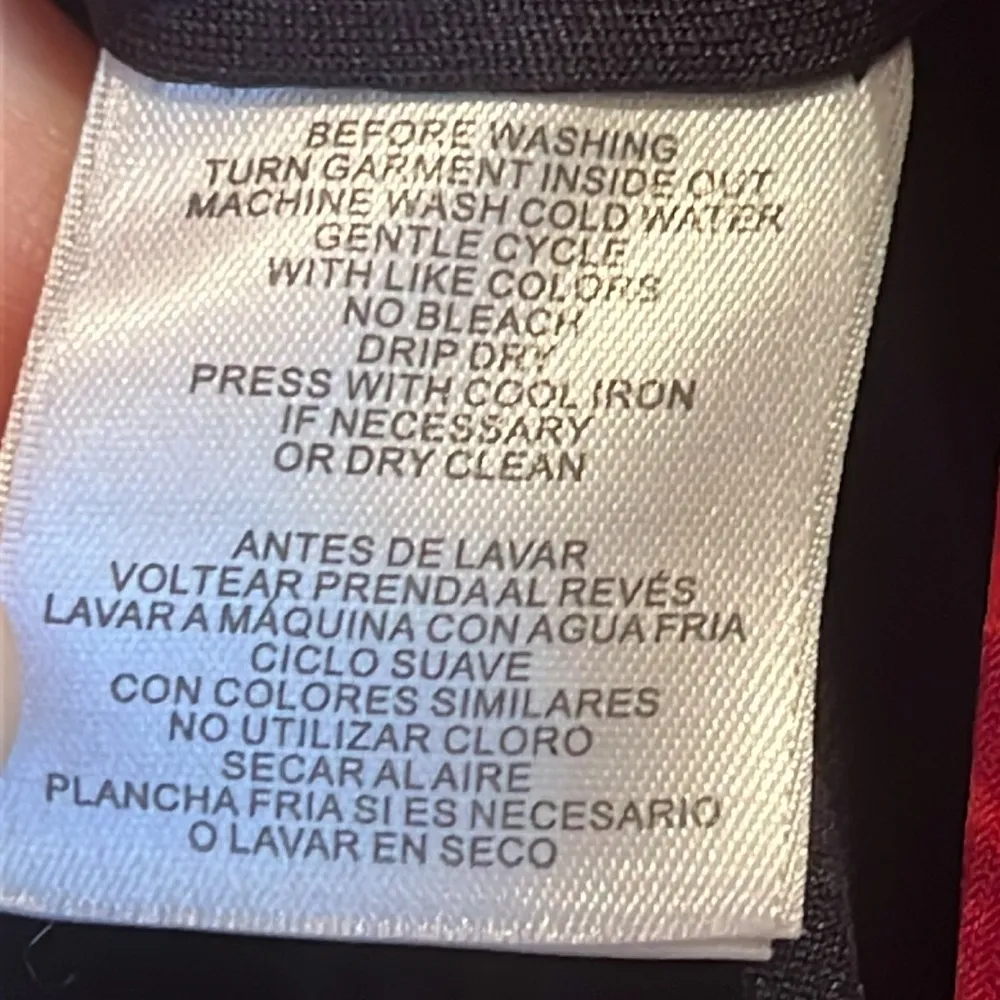 BEFORE WASHING
TURN GARMENT INSIDE OUT
MACHINE WASH COLD WATER
GENTLE CYCLE
WITH LIKE COLORS
NO BLEACH
DRIP DRY
PRESS WITH COOL IRON
IF NECESSARY
OR DRY CLEAN
ANTES DE LAVAR
VOLTEAR PRENDA AL REVÉS
LAVAR A MÁQUINA CON AGUA FRIA
CICLO SUAVE
CON COLORES SIMILARES
NO UTILIZAR CLORO
SECAR AL AIRE
PLANCHA FRIA SI ES NECESARIO
O LAVAR EN SECO